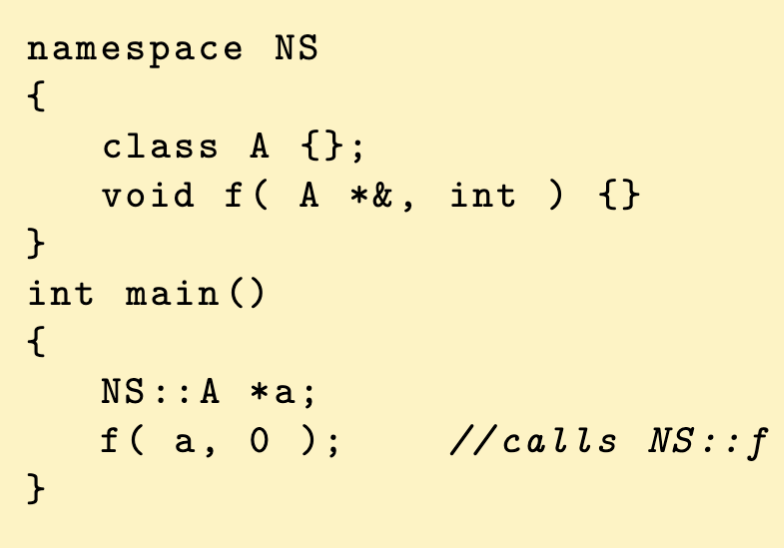 namespace NS
{
    class A {};
    void f( A *&, int ) {}
}
int main()
{
    NS::A *a;
    f( a, 0 );    //calls NS::f
}